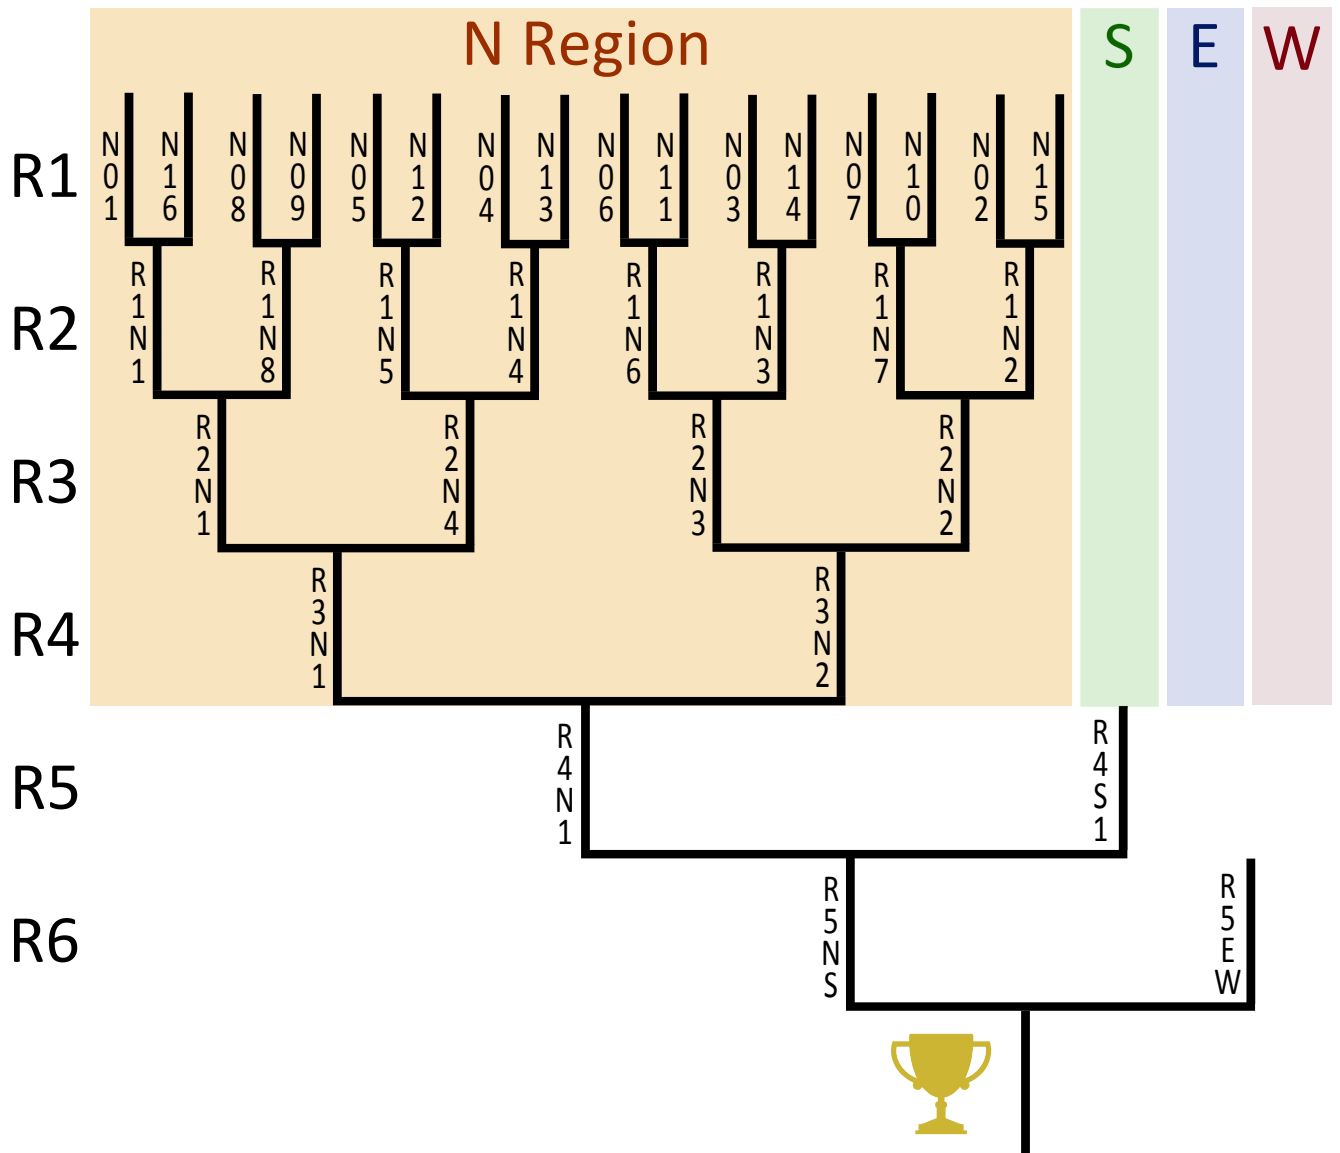 N Region S E W
R1 N01 N16 N08 N09 N05 N12 N04 N13 N06 N11 N03 N14 N07 N10 N02 N15
R2 R1N1 R1N8 R1N5 R1N4 R1N6 R1N3 R1N7 R1N2
R3 R2N1 R2N4 R2N3 R2N2
R4 R3N1 R3N2
R5 R4N1 R4S1
R6 R5NS R5EW